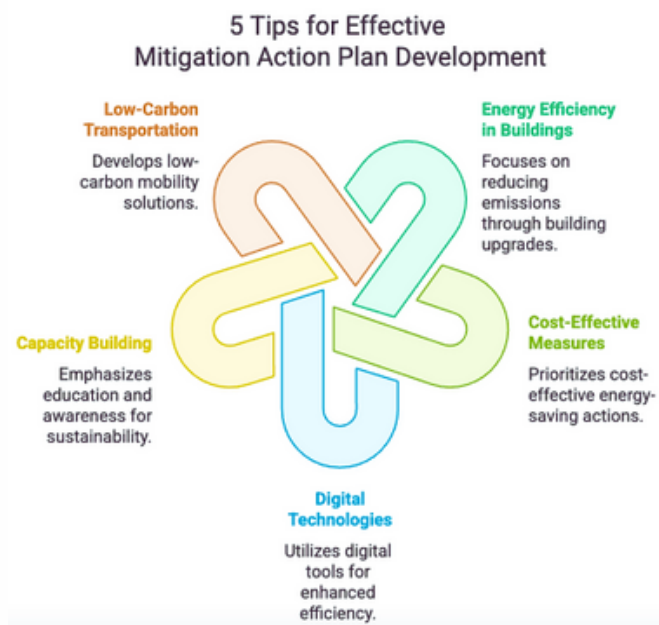 5 Tips for Effective
Mitigation Action Plan Development
Low-Carbon
Transportation
Develops low-
carbon mobility
solutions.
Energy Efficiency
in Buildings
Focuses on
reducing
emissions
through building
upgrades.
Capacity Building
Emphasizes
education and
awareness for
sustainability.
Cost-Effective
Measures
Prioritizes cost-
effective energy-
saving actions.
Digital
Technologies
Utilizes digital
tools for
enhanced
efficiency.